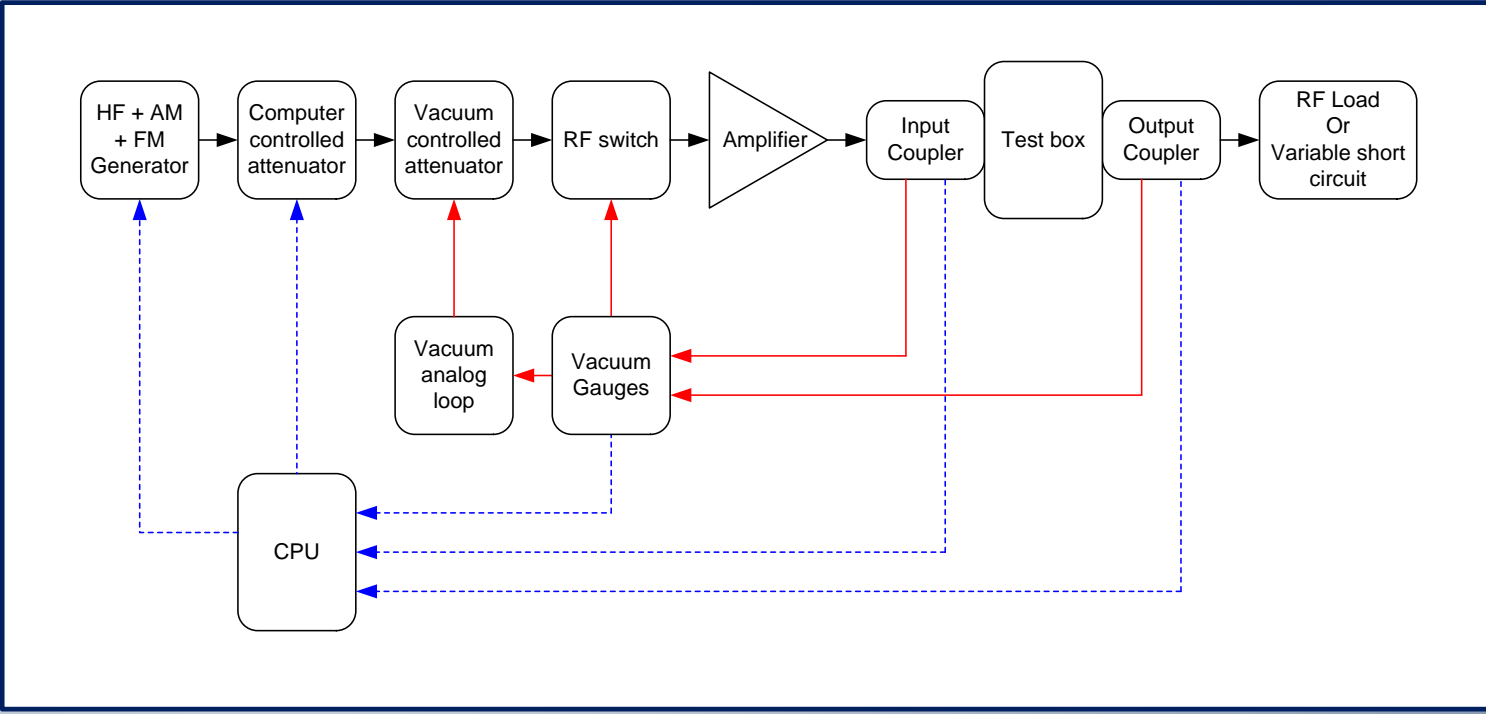 HF + AM
+ FM
Generator
Computer
controlled
attenuator
Vacuum
controlled
attenuator
RF switch
Amplifier
Input
Coupler
Test box
Output
Coupler
RF Load
Or
Variable short
circuit
Vacuum
analog
loop
Vacuum
Gauges
CPU